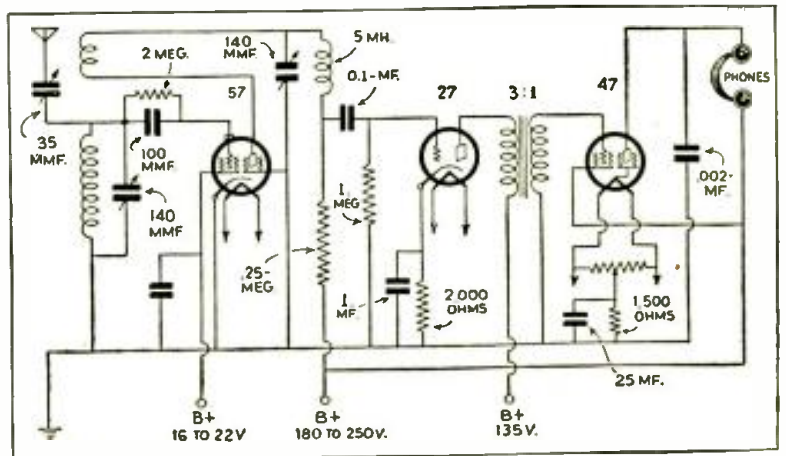 2 MEG.
140
MMF.
5 MH.
0.1-MF.
57
27
3:1
47
PHONES
35
MMF.
100
MMF.
140
MMF
.25-
MEG
1
MEG
1
MF.
2,000
OHMS
1,500
OHMS
.25 MF.
.002-
MF.
B+
16 TO 22V
B+
180 TO 250V.
B+
135V.